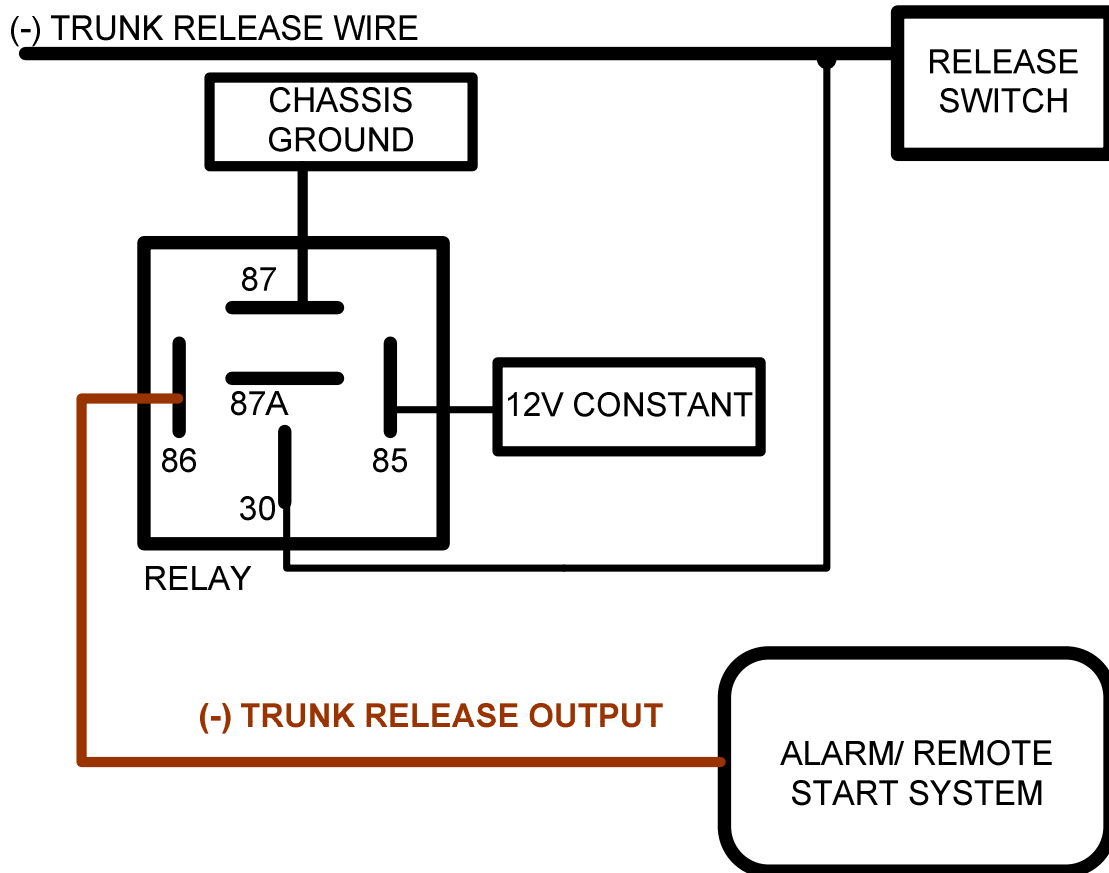 (-) TRUNK RELEASE WIRE
RELEASE
SWITCH
CHASSIS
GROUND
87
87A
12V CONSTANT
86
85
30
RELAY
(-) TRUNK RELEASE OUTPUT
ALARM/ REMOTE
START SYSTEM